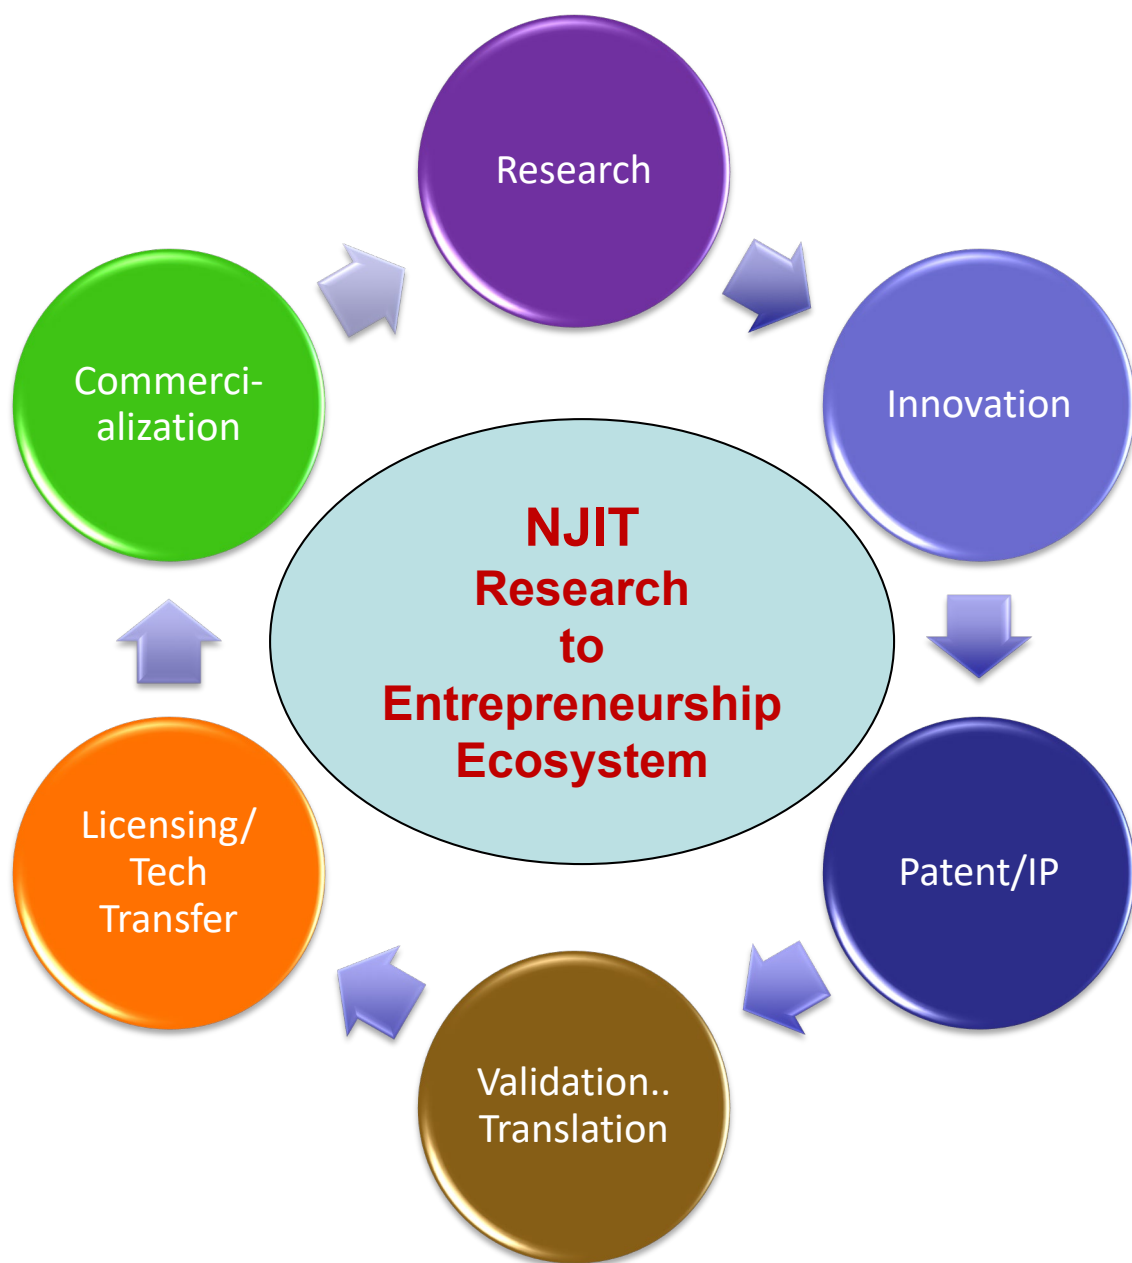 Research
Innovation
Patent/IP
Validation..
Translation
Licensing/
Tech
Transfer
Commerci-
alization
NJIT
Research
to
Entrepreneurship
Ecosystem